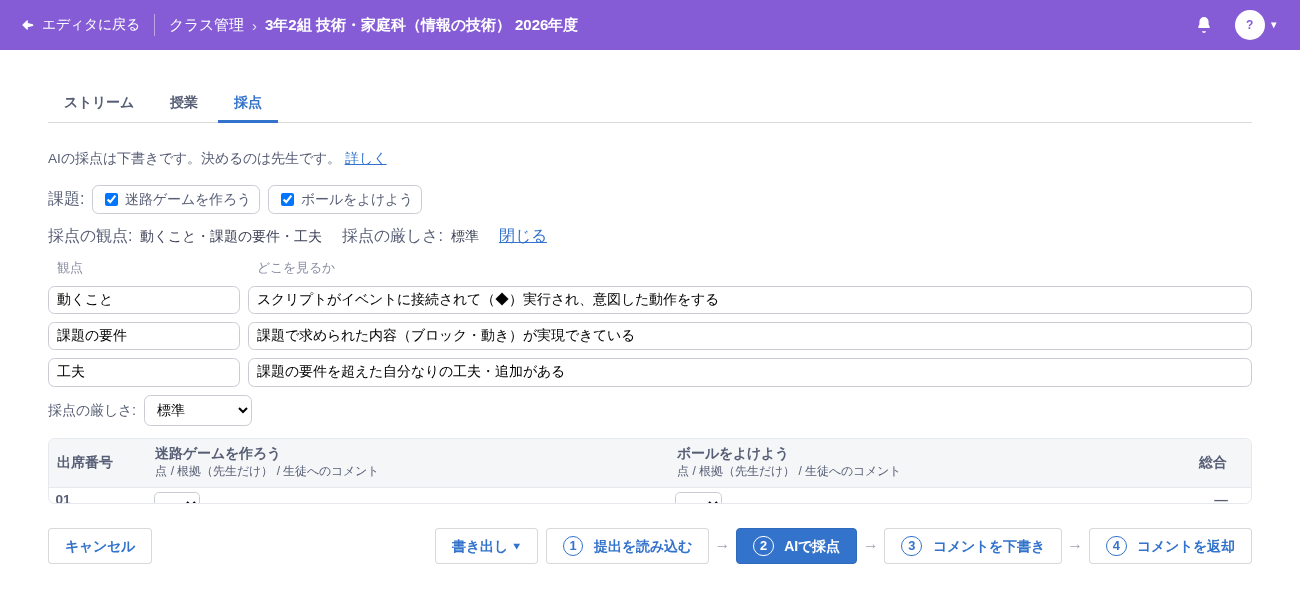 エディタに戻る クラス管理 › 3年2組 技術・家庭科（情報の技術） 2026年度 ? ▾
ストリーム 授業 採点
AIの採点は下書きです。決めるのは先生です。 詳しく
課題: 迷路ゲームを作ろう ボールをよけよう
採点の観点: 動くこと・課題の要件・工夫 採点の厳しさ: 標準 閉じる
観点 どこを見るか
動くこと スクリプトがイベントに接続されて（◆）実行され、意図した動作をする
課題の要件 課題で求められた内容（ブロック・動き）が実現できている
工夫 課題の要件を超えた自分なりの工夫・追加がある
採点の厳しさ: 標準
出席番号 迷路ゲームを作ろう ボールをよけよう 総合
点 / 根拠（先生だけ） / 生徒へのコメント 点 / 根拠（先生だけ） / 生徒へのコメント
01 —
キャンセル 書き出し ▾ 1 提出を読み込む → 2 AIで採点 → 3 コメントを下書き → 4 コメントを返却